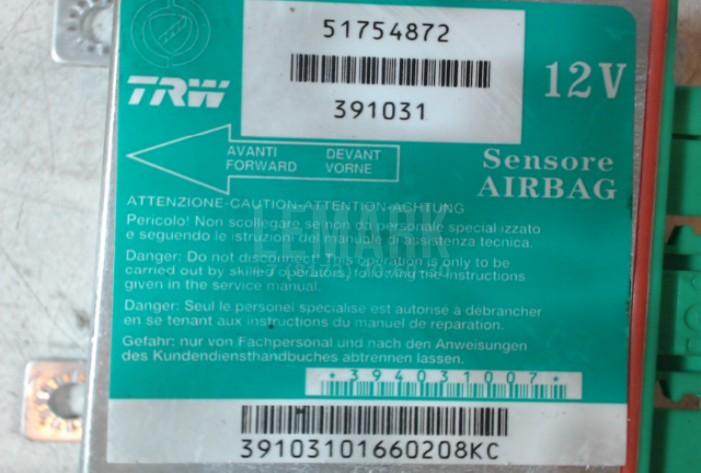 51754872
TRW
12V
391031
AVANTI DEVANT
FORWARD VORNE
Sensore
AIRBAG
ATTENZIONE-CAUTION-ATTENTION-ACHTUNG
Pericolo! Non scollegare se non da personale special izzato
e seguendo le istruzioni del manuale di assistenza tecnica.
Danger: Do not disconnect. This operation is only to be
carried out by skilled operators, following the instructions
given in the service manual.
Danger: Seul le personel specialise est autorisé à débrancher
en se tenant aux instructions du manuel de reparation.
Gefahr: nur von Fachpersonal und nach den Anweisungen
des Kundendiensthandbuches abtrennen lassen.
*394031007*
39103101660208KC